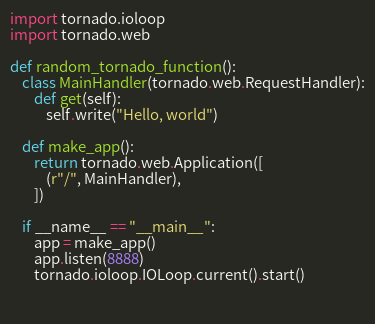 import tornado.ioloop
import tornado.web

def random_tornado_function():
    class MainHandler(tornado.web.RequestHandler):
        def get(self):
            self.write("Hello, world")

    def make_app():
        return tornado.web.Application([
            (r"/", MainHandler),
        ])

    if __name__ == "__main__":
        app = make_app()
        app.listen(8888)
        tornado.ioloop.IOLoop.current().start()